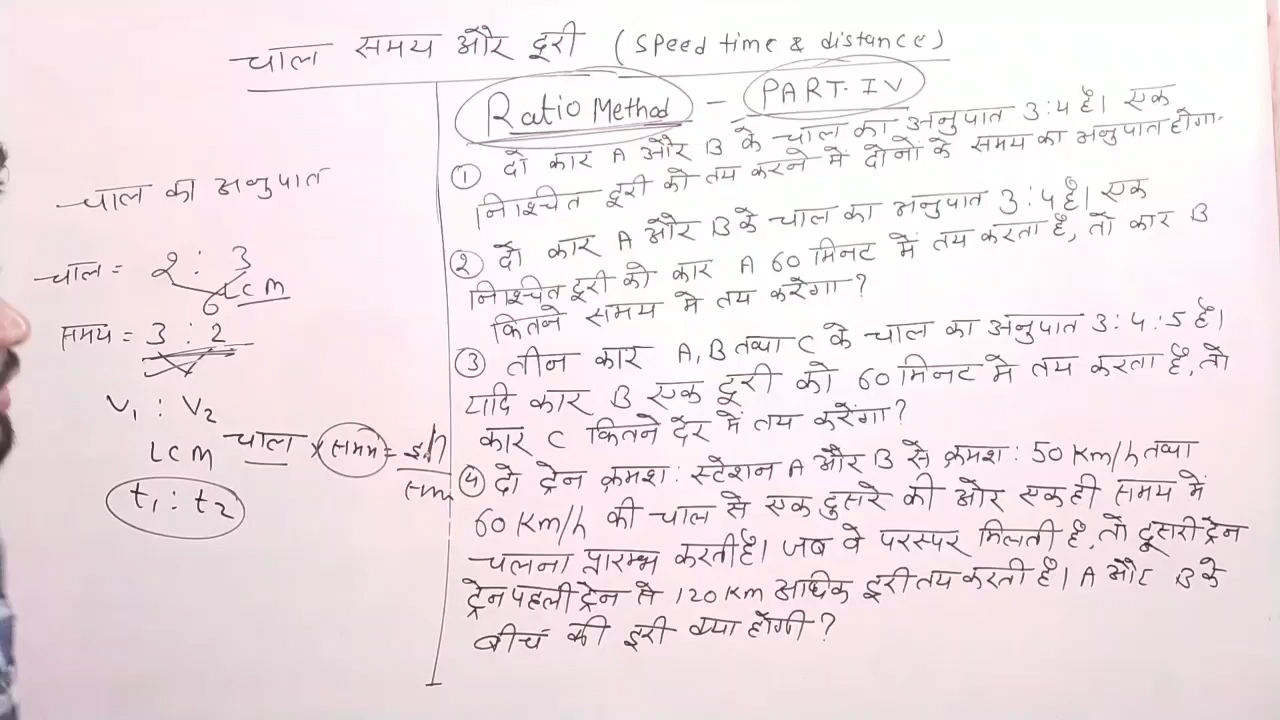 चाल समय और दूरी (speed time & distance)
Ratio Method - PART-IV
① दो कार A और B के चाल का अनुपात 3:4 है। एक
निश्चित दूरी को तय करने में दोनों के समय का अनुपात होगा-
② दो कार A और B के चाल का अनुपात 3:4 है। एक
निश्चित दूरी को कार A 60 मिनट में तय करता है, तो कार B
कितने समय मे तय करेगा?
③ तीन कार A, B तथा C के चाल का अनुपात 3:4:5 है।
यदि कार B एक दूरी को 60 मिनट मे तय करता है, तो
कार C कितने देर में तय करेंगा?
④ दो ट्रेन क्रमश: स्टेशन A और B से क्रमश: 50 Km/h तथा
60 Km/h की चाल से एक दुसरे की ओर एक ही समय में
चलना प्रारम्भ करती है। जब वे परस्पर मिलती है, तो दूसरी ट्रेन
ट्रेन पहली ट्रेन से 120 Km अधिक दूरी तय करती है। A और B के
बीच की दूरी क्या होगी?
चाल का अनुपात
चाल = 2 : 3
6 LCM
समय = 3 : 2
V₁ : V₂
LCM
चाल × समय = दूरी
t₁ : t₂